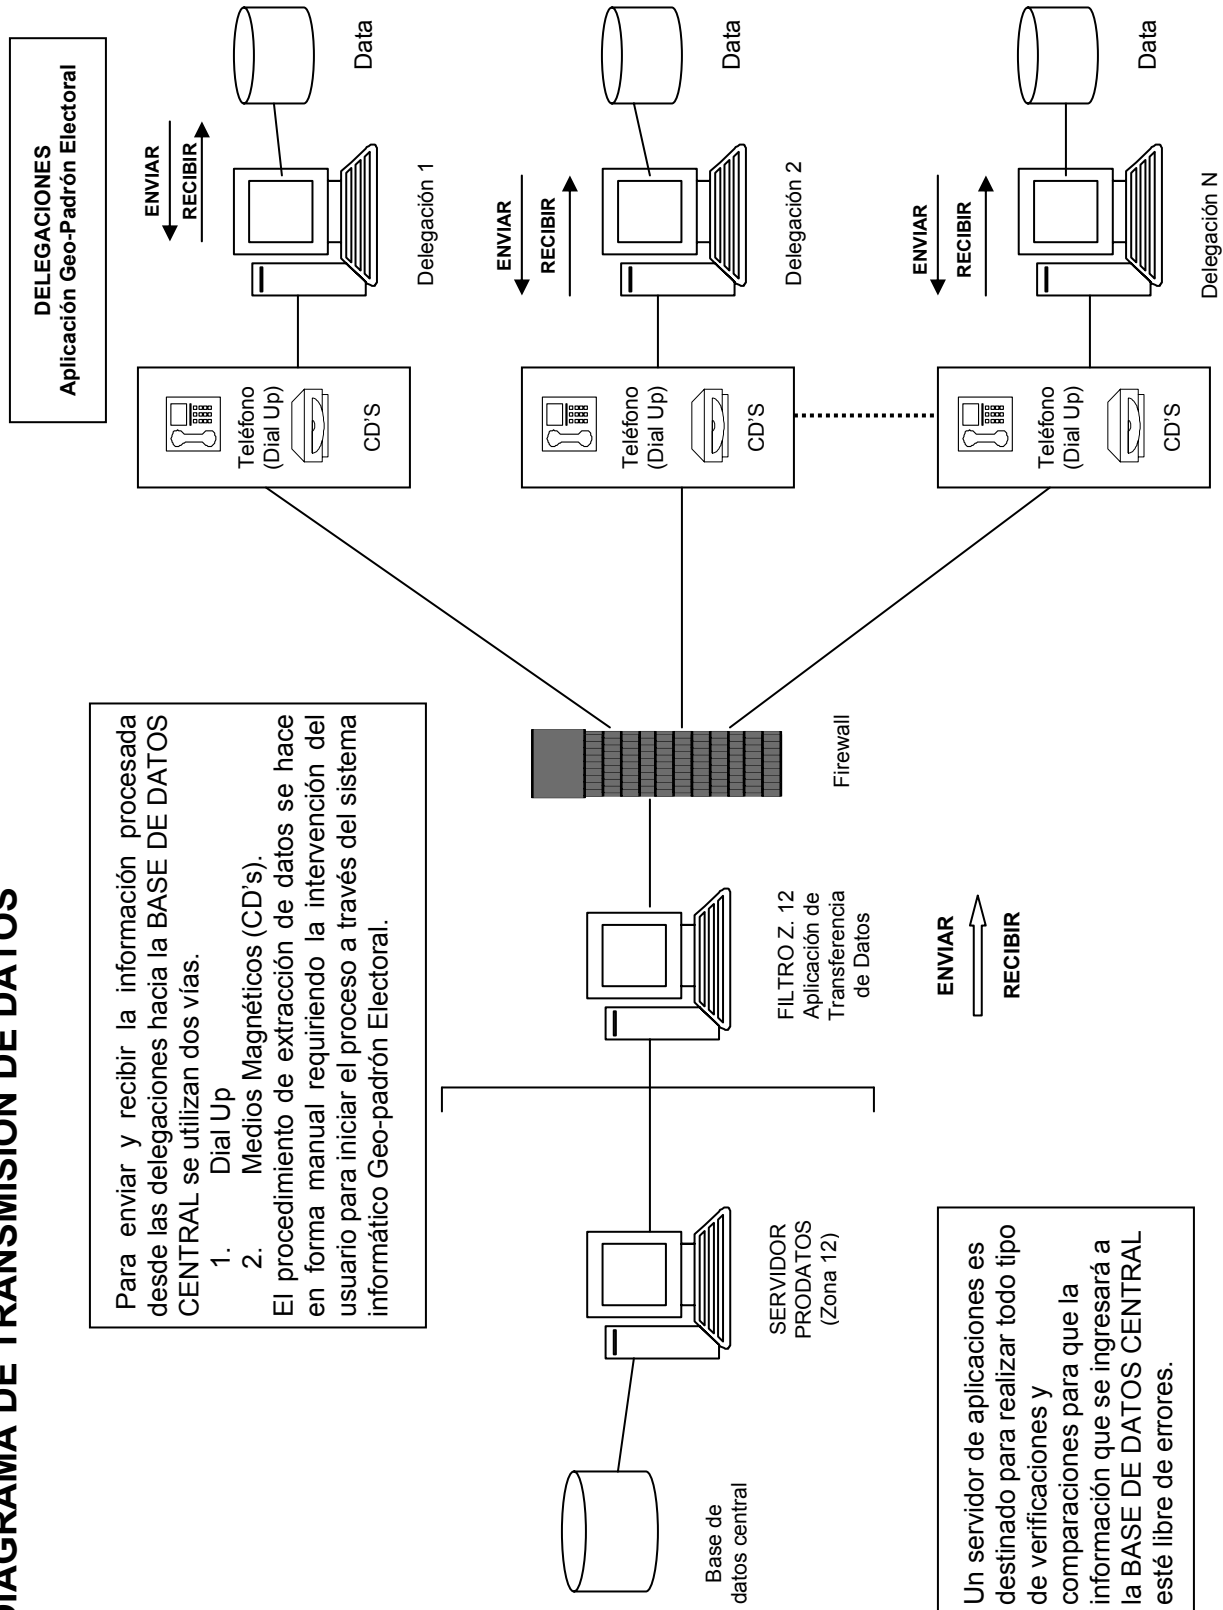 DIAGRAMA DE TRANSMISIÓN DE DATOS
DELEGACIONES
Aplicación Geo-Padrón Electoral
Para enviar y recibir la información procesada
desde las delegaciones hacia la BASE DE DATOS
CENTRAL se utilizan dos vías.
1. Dial Up
2. Medios Magnéticos (CD's).
El procedimiento de extracción de datos se hace
en forma manual requiriendo la intervención del
usuario para iniciar el proceso a través del sistema
informático Geo-padrón Electoral.
ENVIAR
RECIBIR
Teléfono
(Dial Up)
CD'S
Delegación 1
Data
ENVIAR
RECIBIR
Teléfono
(Dial Up)
CD'S
Delegación 2
Data
ENVIAR
RECIBIR
Teléfono
(Dial Up)
CD'S
Delegación N
Data
Base de
datos central
SERVIDOR
PRODATOS
(Zona 12)
FILTRO Z. 12
Aplicación de
Transferencia
de Datos
Firewall
ENVIAR
RECIBIR
Un servidor de aplicaciones es
destinado para realizar todo tipo
de verificaciones y
comparaciones para que la
información que se ingresará a
la BASE DE DATOS CENTRAL
esté libre de errores.